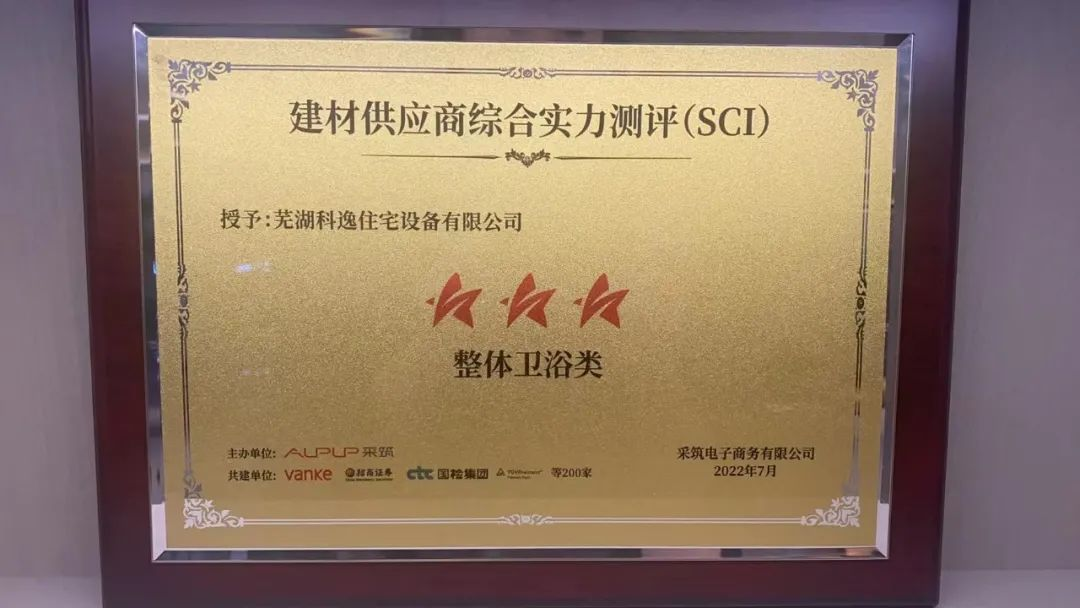 建材供应商综合实力测评(SCI)
授予:芜湖科逸住宅设备有限公司
整体卫浴类
主办单位: 采筑
共建单位: vanke 招商证券 ctc 国检集团 TÜVRheinland 等200家
采筑电子商务有限公司
2022年7月